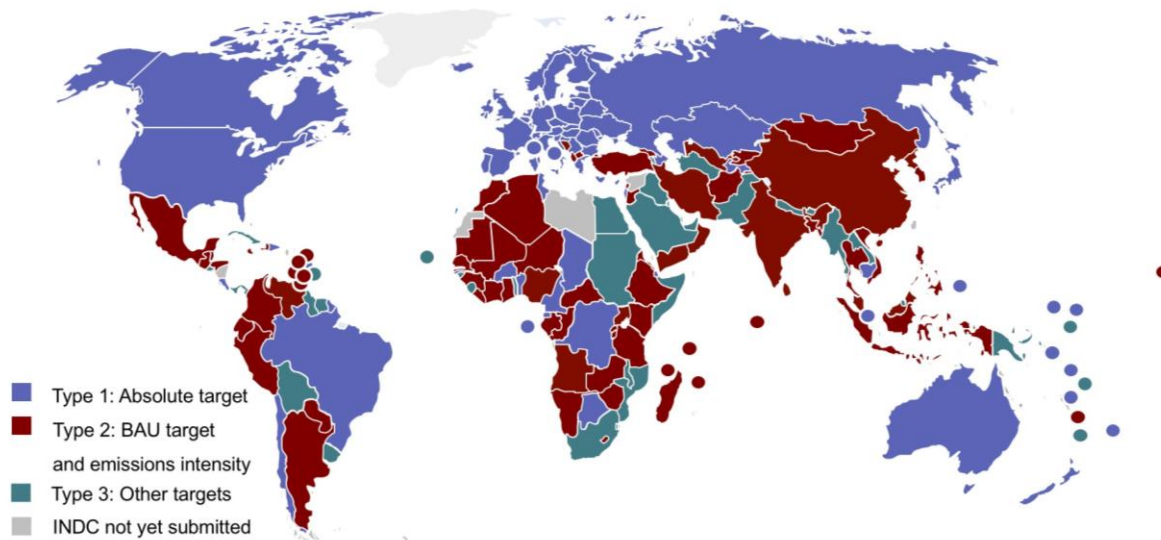 Type 1: Absolute target
Type 2: BAU target
and emissions intensity
Type 3: Other targets
INDC not yet submitted